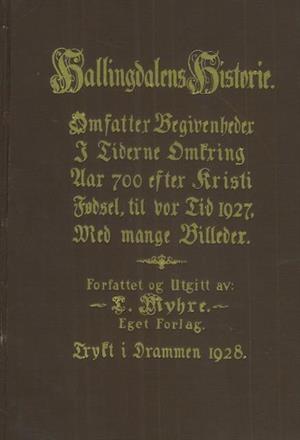 Hallingdalens Historie.
Omfatter Begivenheder
I Tiderne Omkring
Aar 700 efter Kristi
Fødsel, til vor Tid 1927,
Med mange Billeder.
Forfattet og Utgitt av:
- L. Myhre. -
Eget Forlag.
Trykt i Drammen 1928.